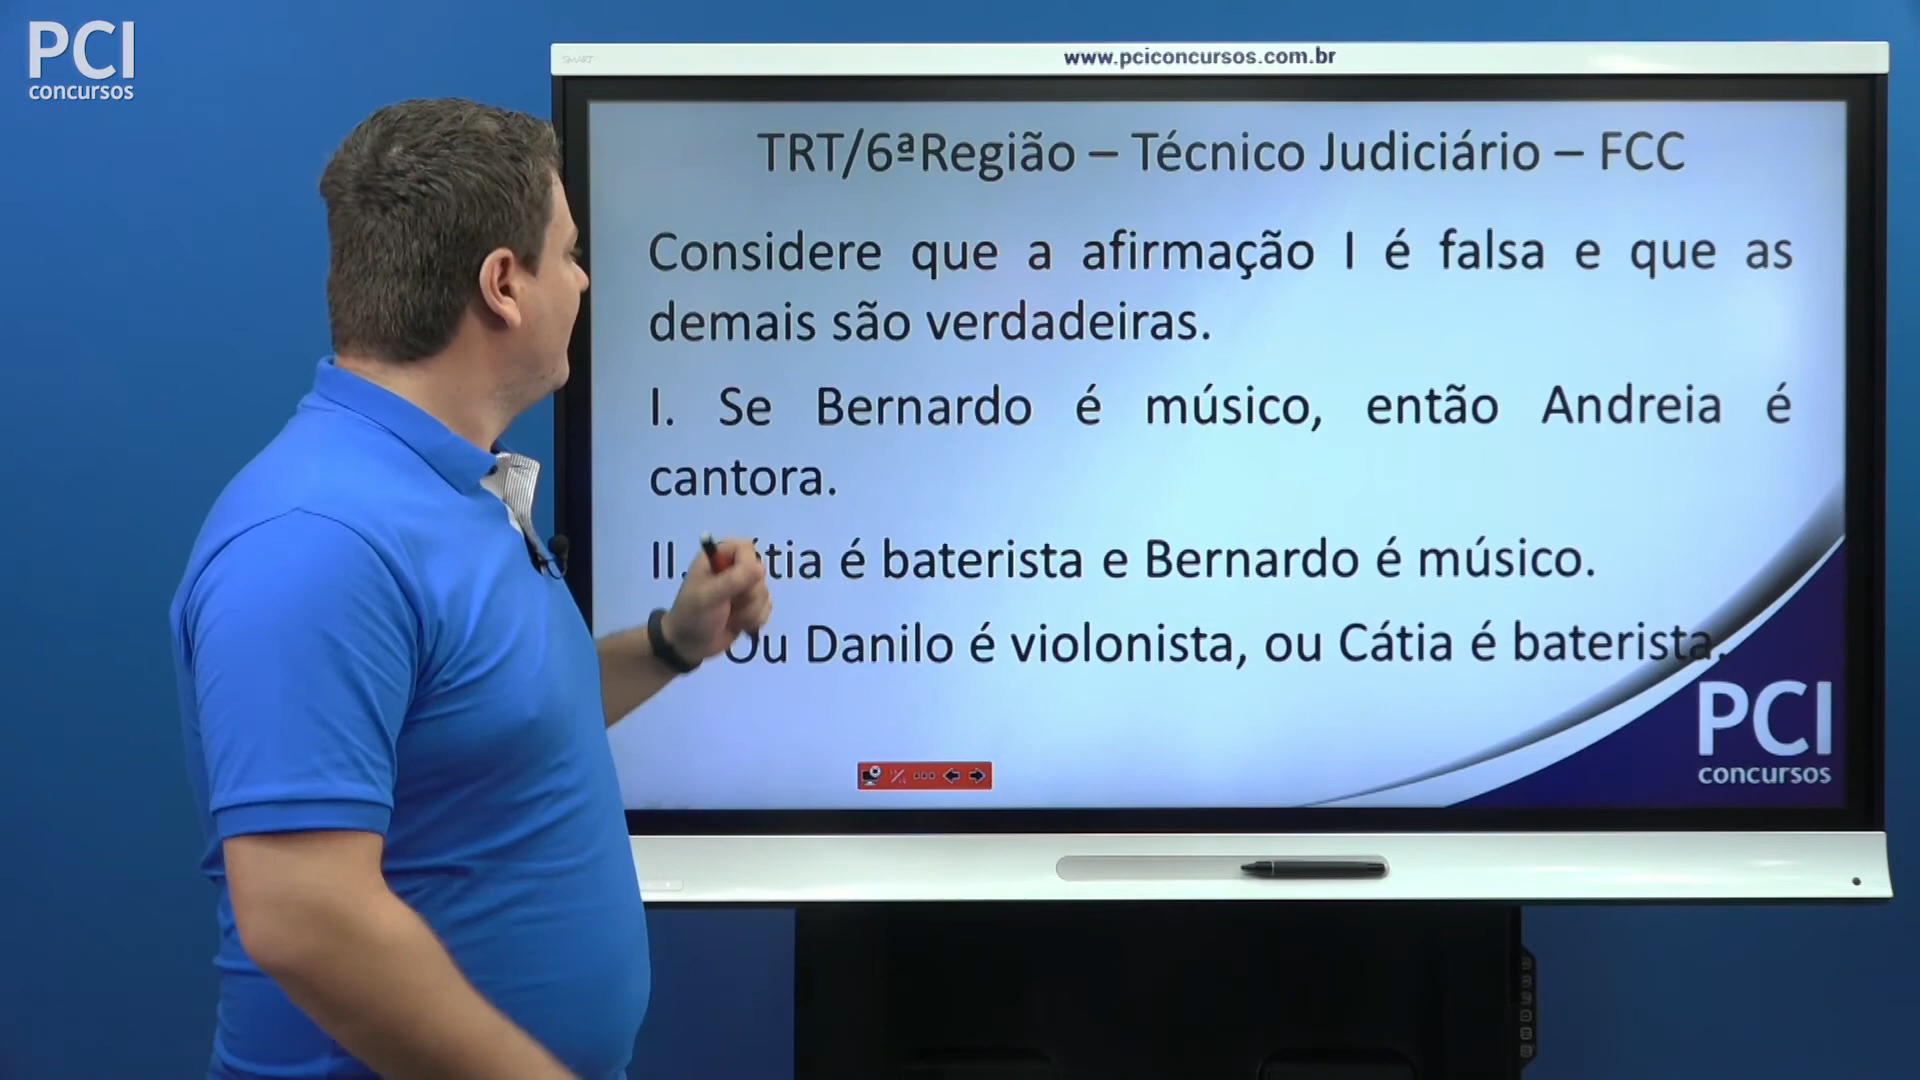 PCI
concursos
SMART
www.pciconcursos.com.br
TRT/6ªRegião – Técnico Judiciário – FCC
Considere que a afirmação I é falsa e que as
demais são verdadeiras.
I. Se Bernardo é músico, então Andreia é
cantora.
II. é baterista e Bernardo é músico.
Ou Danilo é violonista, ou Cátia é baterista.
PCI
concursos